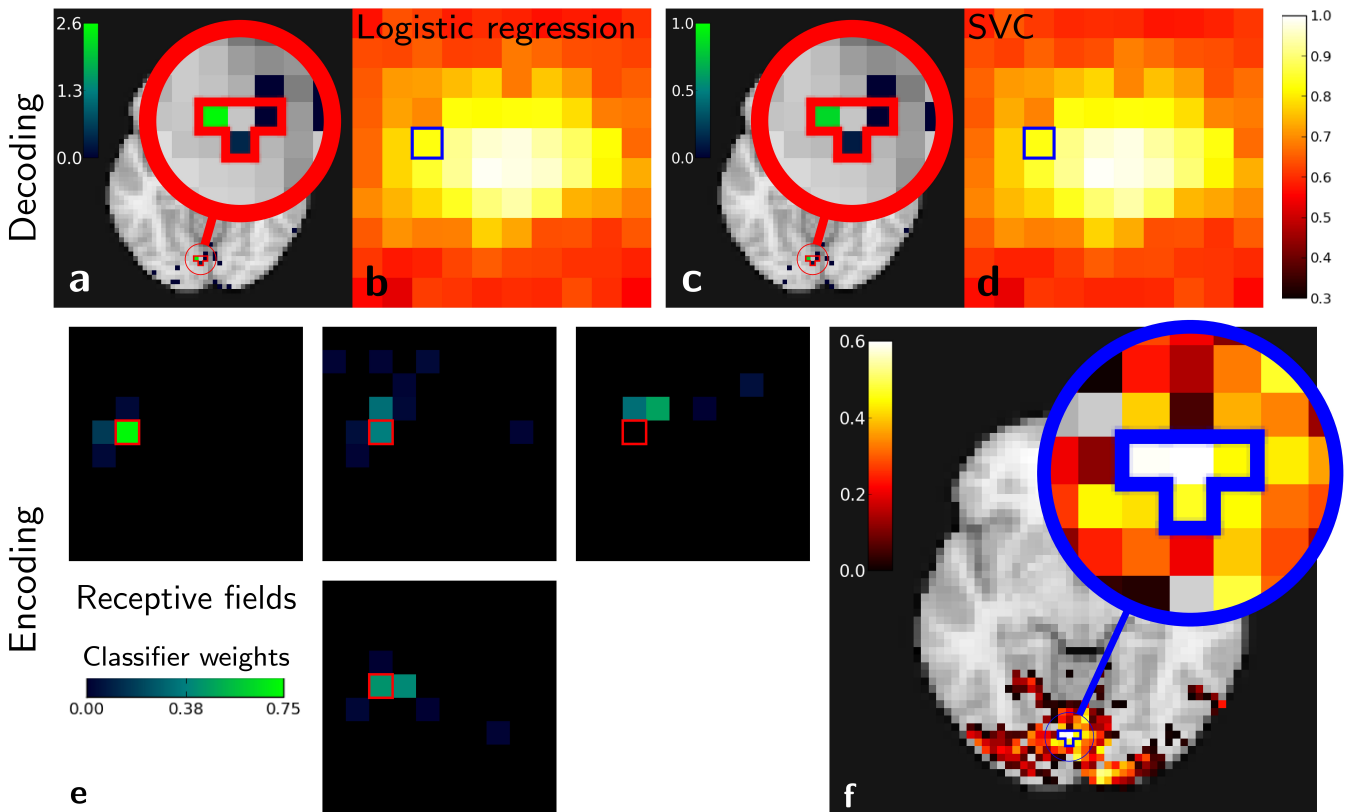 Decoding
2.6
1.3
0.0
a
Logistic regression
b
1.0
0.5
0.0
c
SVC
d
1.0
0.9
0.8
0.7
0.6
0.5
0.4
0.3
Encoding
Receptive fields
Classifier weights
0.00 0.38 0.75
e
0.6
0.4
0.2
0.0
f